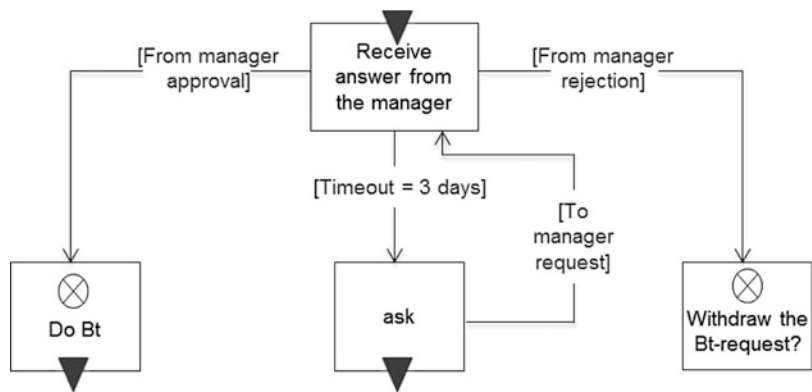 [From manager
approval]
Receive
answer from
the manager
[From manager
rejection]
[Timeout = 3 days]
[To
manager
request]
Do Bt
ask
Withdraw the
Bt-request?